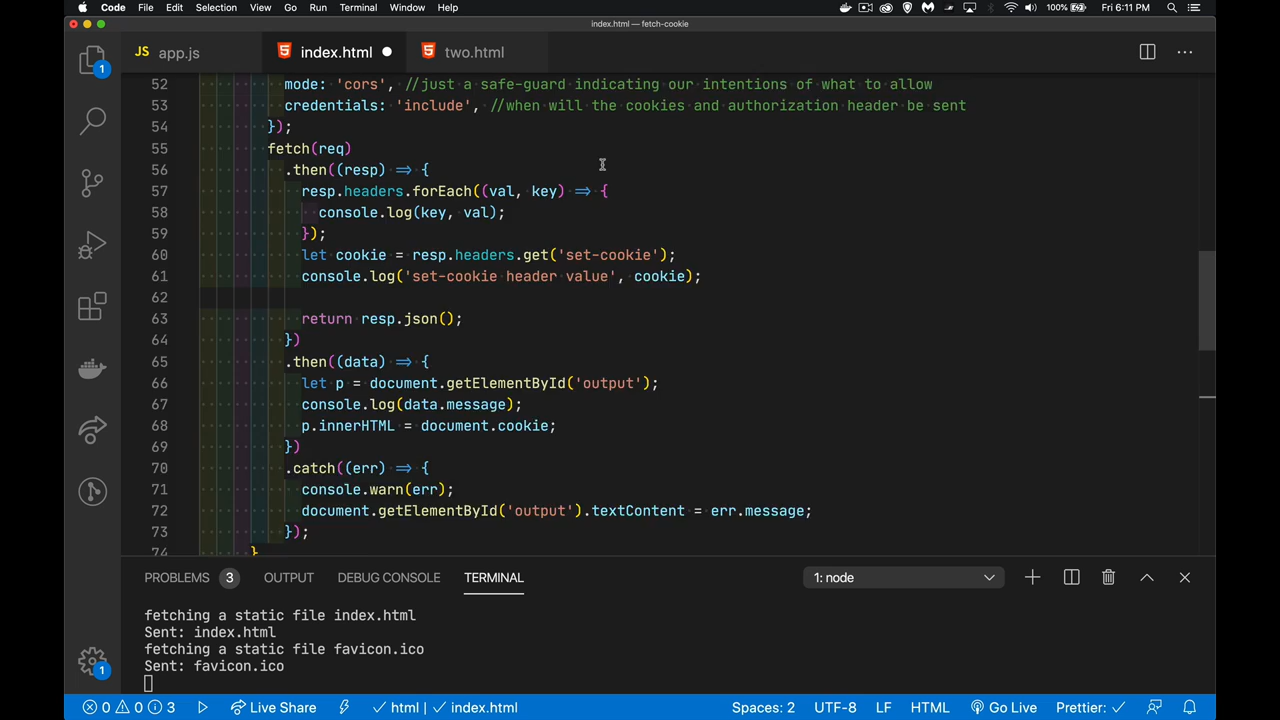 Code File Edit Selection View Go Run Terminal Window Help 100% Fri 6:11 PM
index.html — fetch-cookie
JS app.js index.html ● two.html
52 mode: 'cors', //just a safe-guard indicating our intentions of what to allow
53 credentials: 'include', //when will the cookies and authorization header be sent
54 });
55 fetch(req)
56 .then((resp) => {
57 resp.headers.forEach((val, key) => {
58 console.log(key, val);
59 });
60 let cookie = resp.headers.get('set-cookie');
61 console.log('set-cookie header value', cookie);
62
63 return resp.json();
64 })
65 .then((data) => {
66 let p = document.getElementById('output');
67 console.log(data.message);
68 p.innerHTML = document.cookie;
69 })
70 .catch((err) => {
71 console.warn(err);
72 document.getElementById('output').textContent = err.message;
73 });
74 }
1
PROBLEMS 3 OUTPUT DEBUG CONSOLE TERMINAL 1: node
fetching a static file index.html
Sent: index.html
fetching a static file favicon.ico
Sent: favicon.ico
1
0 0 3 Live Share html | index.html Spaces: 2 UTF-8 LF HTML Go Live Prettier: ✓